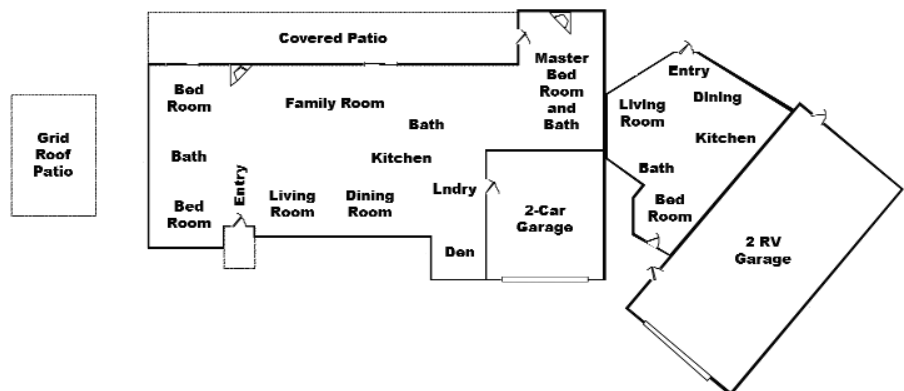 Covered Patio
Master
Bed
Room
and
Bath
Entry
Dining
Living
Room
Kitchen
Bath
Bed
Room
Bed
Room
Family Room
Bath
Grid
Roof
Patio
Bath
Kitchen
Entry
Living
Room
Dining
Room
Lndry
Bed
Room
Den
2-Car
Garage
2 RV
Garage